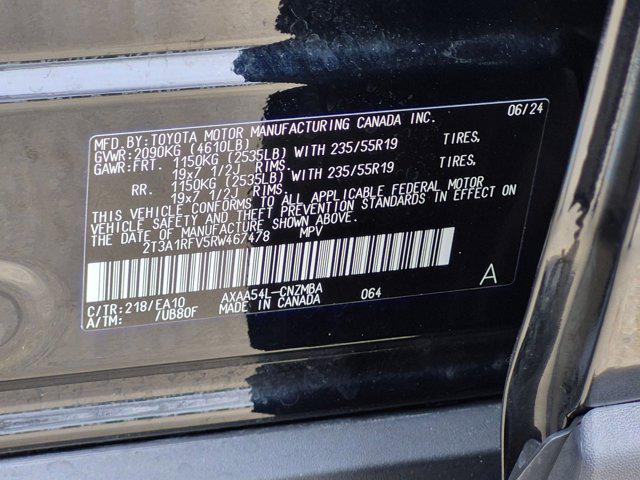 MFD.BY:TOYOTA MOTOR MANUFACTURING CANADA INC. 06/24
GVWR:2090KG (4610LB)
GAWR:FRT. 1150KG (2535LB) WITH 235/55R19 TIRES,
19x7 1/2J RIMS.
RR. 1150KG (2535LB) WITH 235/55R19 TIRES,
19x7 1/2J RIMS.
THIS VEHICLE CONFORMS TO ALL APPLICABLE FEDERAL MOTOR
VEHICLE SAFETY AND THEFT PREVENTION STANDARDS IN EFFECT ON
THE DATE OF MANUFACTURE SHOWN ABOVE.
2T3A1RFV5RW467478 MPV
C/TR:218/EA10 AXAA54L-CNZMBA 064 A
A/TM: /UB80F MADE IN CANADA